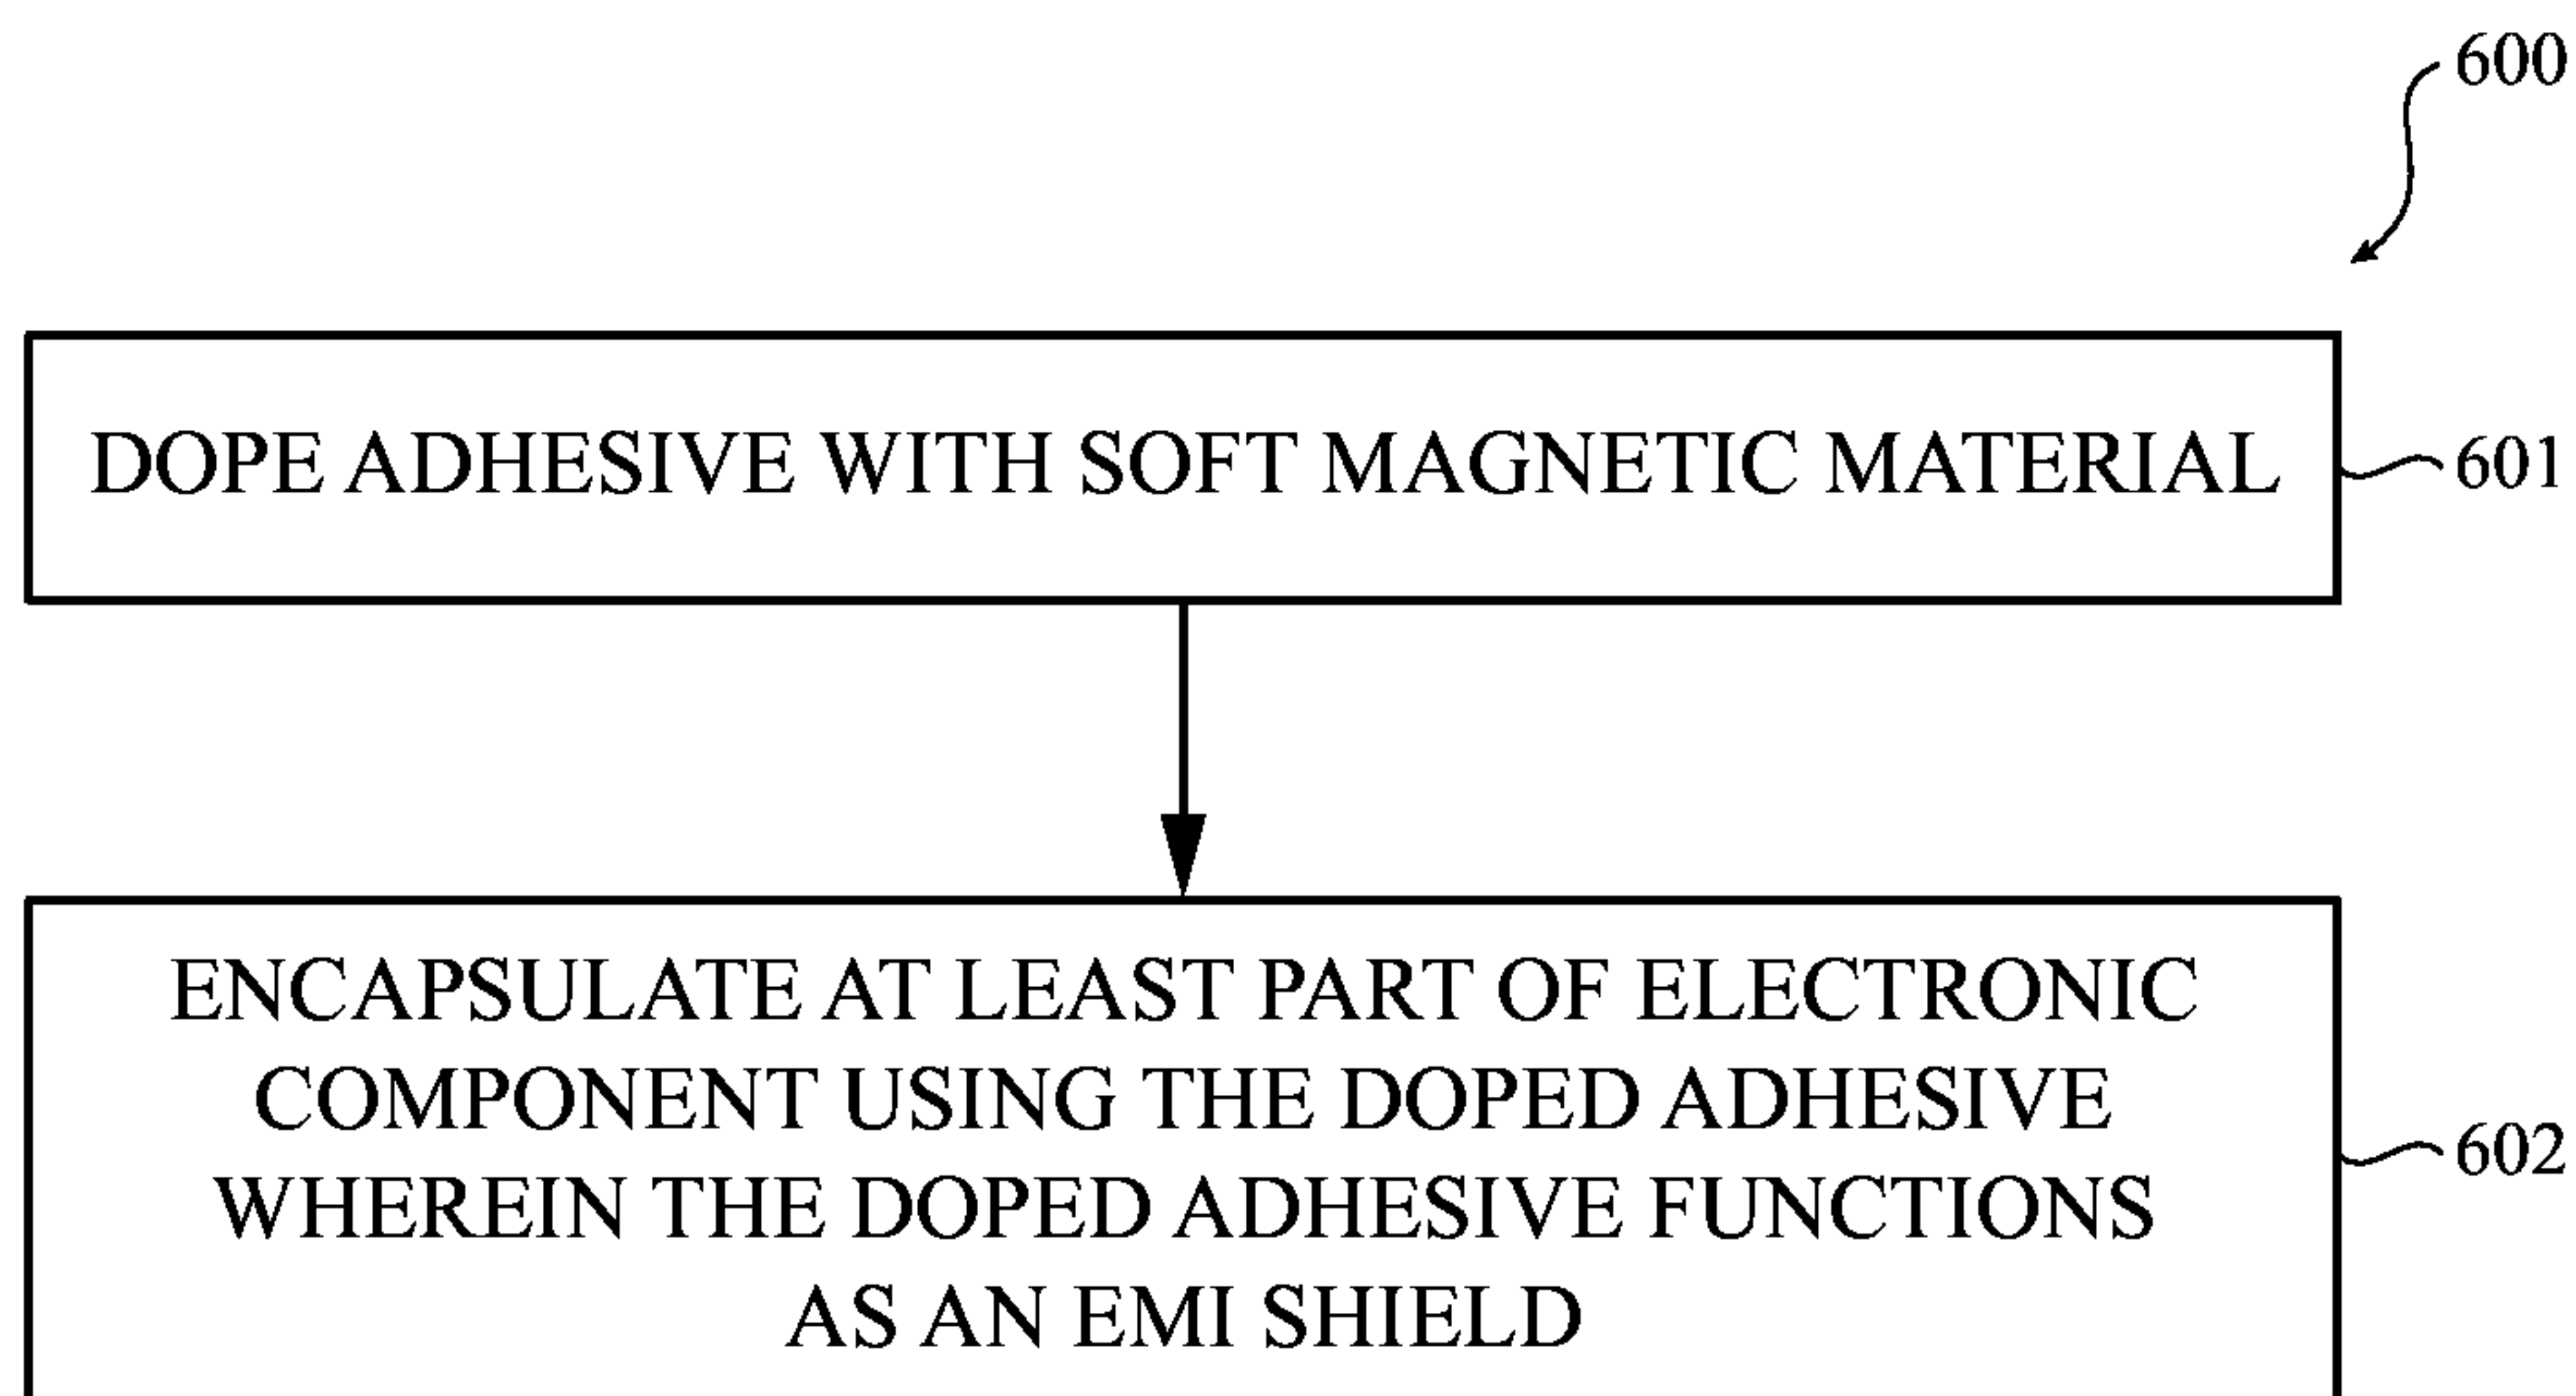 600
DOPE ADHESIVE WITH SOFT MAGNETIC MATERIAL
601
ENCAPSULATE AT LEAST PART OF ELECTRONIC
COMPONENT USING THE DOPED ADHESIVE
WHEREIN THE DOPED ADHESIVE FUNCTIONS
AS AN EMI SHIELD
602